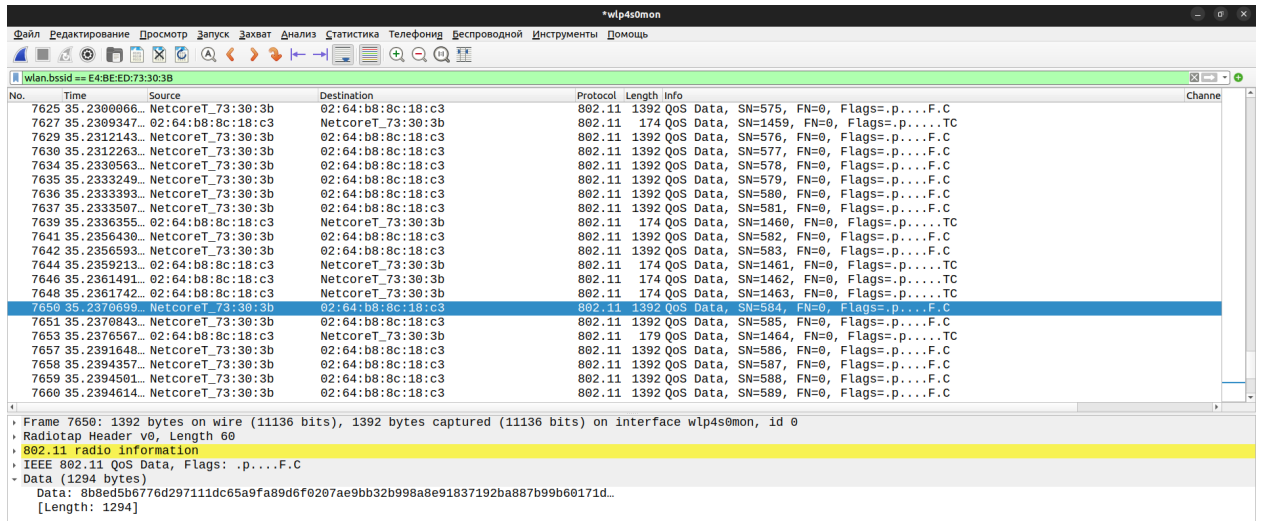 *wlp4s0mon
Файл Редактирование Просмотр Запуск Захват Анализ Статистика Телефония Беспроводной Инструменты Помощь
wlan.bssid == E4:BE:ED:73:30:3B
No. Time Source Destination Protocol Length Info Channe
7625 35.2300066… NetcoreT_73:30:3b 02:64:b8:8c:18:c3 802.11 1392 QoS Data, SN=575, FN=0, Flags=.p....F.C
7627 35.2309347… 02:64:b8:8c:18:c3 NetcoreT_73:30:3b 802.11 174 QoS Data, SN=1459, FN=0, Flags=.p.....TC
7629 35.2312143… NetcoreT_73:30:3b 02:64:b8:8c:18:c3 802.11 1392 QoS Data, SN=576, FN=0, Flags=.p....F.C
7630 35.2312263… NetcoreT_73:30:3b 02:64:b8:8c:18:c3 802.11 1392 QoS Data, SN=577, FN=0, Flags=.p....F.C
7634 35.2330563… NetcoreT_73:30:3b 02:64:b8:8c:18:c3 802.11 1392 QoS Data, SN=578, FN=0, Flags=.p....F.C
7635 35.2333249… NetcoreT_73:30:3b 02:64:b8:8c:18:c3 802.11 1392 QoS Data, SN=579, FN=0, Flags=.p....F.C
7636 35.2333393… NetcoreT_73:30:3b 02:64:b8:8c:18:c3 802.11 1392 QoS Data, SN=580, FN=0, Flags=.p....F.C
7637 35.2333507… NetcoreT_73:30:3b 02:64:b8:8c:18:c3 802.11 1392 QoS Data, SN=581, FN=0, Flags=.p....F.C
7639 35.2336355… 02:64:b8:8c:18:c3 NetcoreT_73:30:3b 802.11 174 QoS Data, SN=1460, FN=0, Flags=.p.....TC
7641 35.2356430… NetcoreT_73:30:3b 02:64:b8:8c:18:c3 802.11 1392 QoS Data, SN=582, FN=0, Flags=.p....F.C
7642 35.2356593… NetcoreT_73:30:3b 02:64:b8:8c:18:c3 802.11 1392 QoS Data, SN=583, FN=0, Flags=.p....F.C
7644 35.2359213… 02:64:b8:8c:18:c3 NetcoreT_73:30:3b 802.11 174 QoS Data, SN=1461, FN=0, Flags=.p.....TC
7646 35.2361491… 02:64:b8:8c:18:c3 NetcoreT_73:30:3b 802.11 174 QoS Data, SN=1462, FN=0, Flags=.p.....TC
7648 35.2361742… 02:64:b8:8c:18:c3 NetcoreT_73:30:3b 802.11 174 QoS Data, SN=1463, FN=0, Flags=.p.....TC
7650 35.2370699… NetcoreT_73:30:3b 02:64:b8:8c:18:c3 802.11 1392 QoS Data, SN=584, FN=0, Flags=.p....F.C
7651 35.2370843… NetcoreT_73:30:3b 02:64:b8:8c:18:c3 802.11 1392 QoS Data, SN=585, FN=0, Flags=.p....F.C
7653 35.2376567… 02:64:b8:8c:18:c3 NetcoreT_73:30:3b 802.11 179 QoS Data, SN=1464, FN=0, Flags=.p.....TC
7657 35.2391648… NetcoreT_73:30:3b 02:64:b8:8c:18:c3 802.11 1392 QoS Data, SN=586, FN=0, Flags=.p....F.C
7658 35.2394357… NetcoreT_73:30:3b 02:64:b8:8c:18:c3 802.11 1392 QoS Data, SN=587, FN=0, Flags=.p....F.C
7659 35.2394501… NetcoreT_73:30:3b 02:64:b8:8c:18:c3 802.11 1392 QoS Data, SN=588, FN=0, Flags=.p....F.C
7660 35.2394614… NetcoreT_73:30:3b 02:64:b8:8c:18:c3 802.11 1392 QoS Data, SN=589, FN=0, Flags=.p....F.C
Frame 7650: 1392 bytes on wire (11136 bits), 1392 bytes captured (11136 bits) on interface wlp4s0mon, id 0
Radiotap Header v0, Length 60
802.11 radio information
IEEE 802.11 QoS Data, Flags: .p....F.C
Data (1294 bytes)
Data: 8b8ed5b6776d297111dc65a9fa89d6f0207ae9bb32b998a8e91837192ba887b99b60171d…
[Length: 1294]